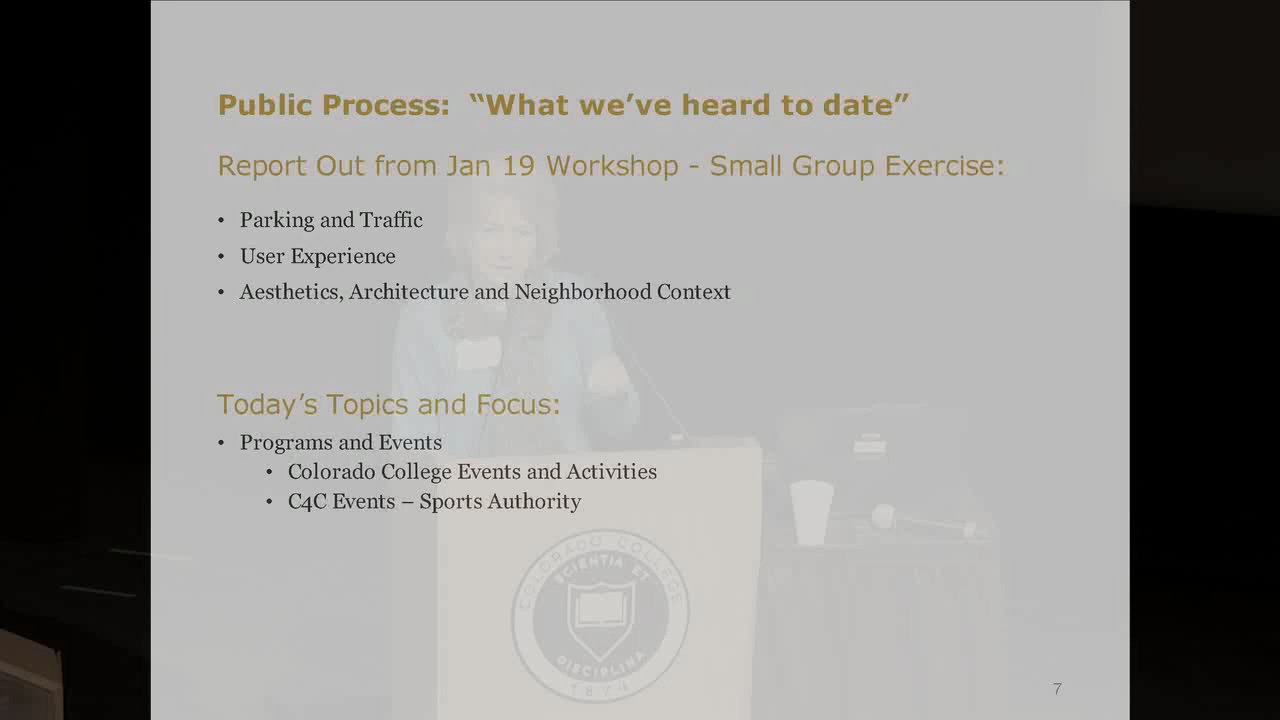 Public Process: “What we’ve heard to date”
Report Out from Jan 19 Workshop - Small Group Exercise:
• Parking and Traffic
• User Experience
• Aesthetics, Architecture and Neighborhood Context
Today’s Topics and Focus:
• Programs and Events
• Colorado College Events and Activities
• C4C Events – Sports Authority
COLORADO COLLEGE
SCIENTIA ET
DISCIPLINA
1874
7